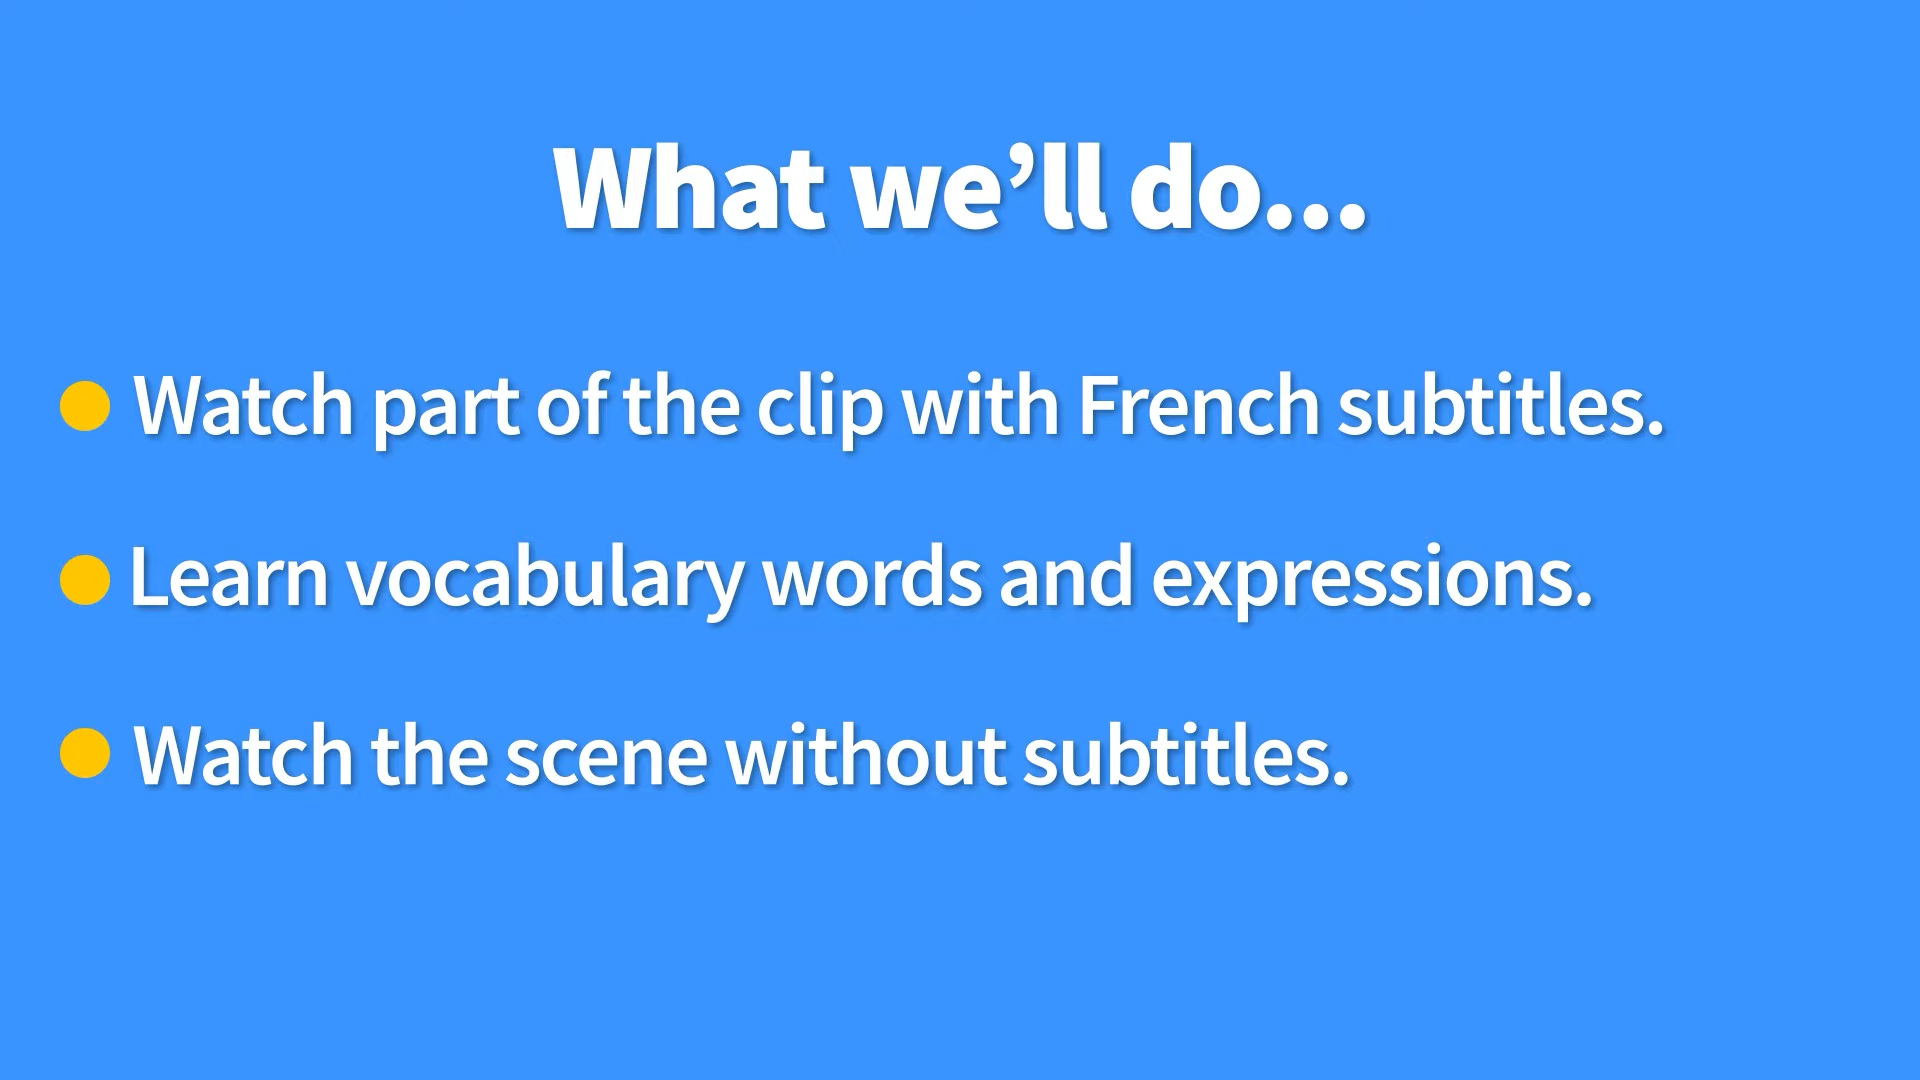 What we’ll do...
Watch part of the clip with French subtitles.
Learn vocabulary words and expressions.
Watch the scene without subtitles.